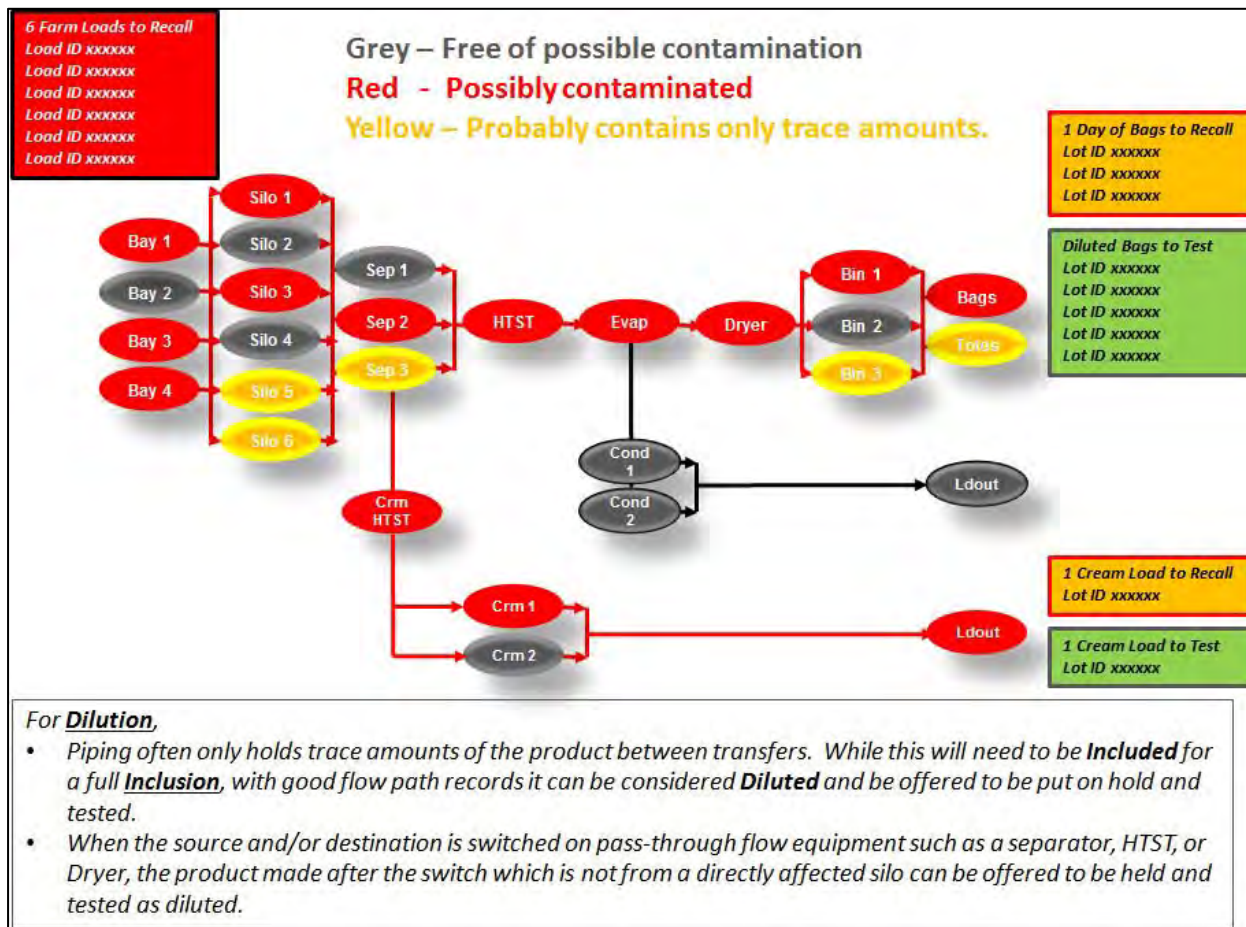 6 Farm Loads to Recall
Load ID xxxxxx
Load ID xxxxxx
Load ID xxxxxx
Load ID xxxxxx
Load ID xxxxxx
Load ID xxxxxx
Grey – Free of possible contamination
Red - Possibly contaminated
Yellow – Probably contains only trace amounts.
1 Day of Bags to Recall
Lot ID xxxxxx
Lot ID xxxxxx
Lot ID xxxxxx
Diluted Bags to Test
Lot ID xxxxxx
Lot ID xxxxxx
Lot ID xxxxxx
Lot ID xxxxxx
Lot ID xxxxxx
Bay 1
Bay 2
Bay 3
Bay 4
Silo 1
Silo 2
Silo 3
Silo 4
Silo 5
Silo 6
Sep 1
Sep 2
Sep 3
HTST
Evap
Dryer
Bin 1
Bin 2
Bin 3
Bags
Totes
Cond
1
Cond
2
Ldout
Crm
HTST
Crm 1
Crm 2
Ldout
1 Cream Load to Recall
Lot ID xxxxxx
1 Cream Load to Test
Lot ID xxxxxx
For Dilution,
• Piping often only holds trace amounts of the product between transfers. While this will need to be Included for
a full Inclusion, with good flow path records it can be considered Diluted and be offered to be put on hold and
tested.
• When the source and/or destination is switched on pass-through flow equipment such as a separator, HTST, or
Dryer, the product made after the switch which is not from a directly affected silo can be offered to be held and
tested as diluted.